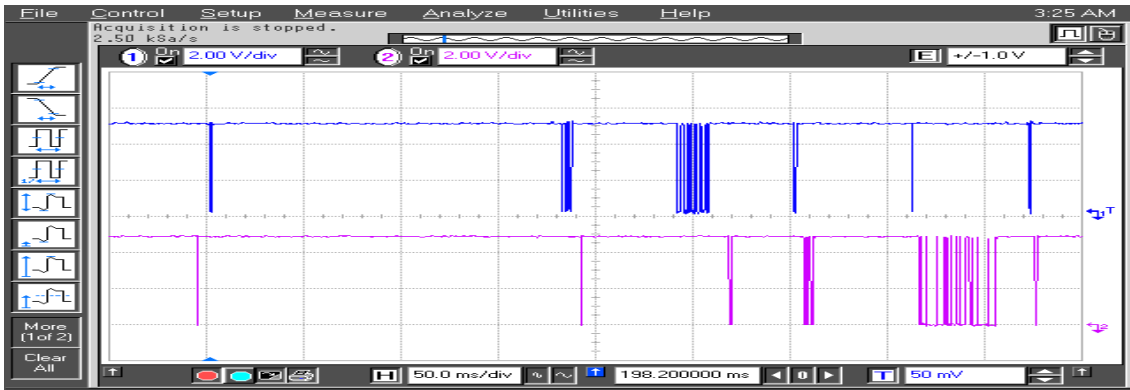 File Control Setup Measure Analyze Utilities Help 3:25 AM
Acquisition is stopped.
2.50 kSa/s
1 On 2.00 V/div 2 On 2.00 V/div E +/-1.0 V
T
1
2
More
(1 of 2)
Clear
All
H 50.0 ms/div 198.200000 ms 0 T 50 mV